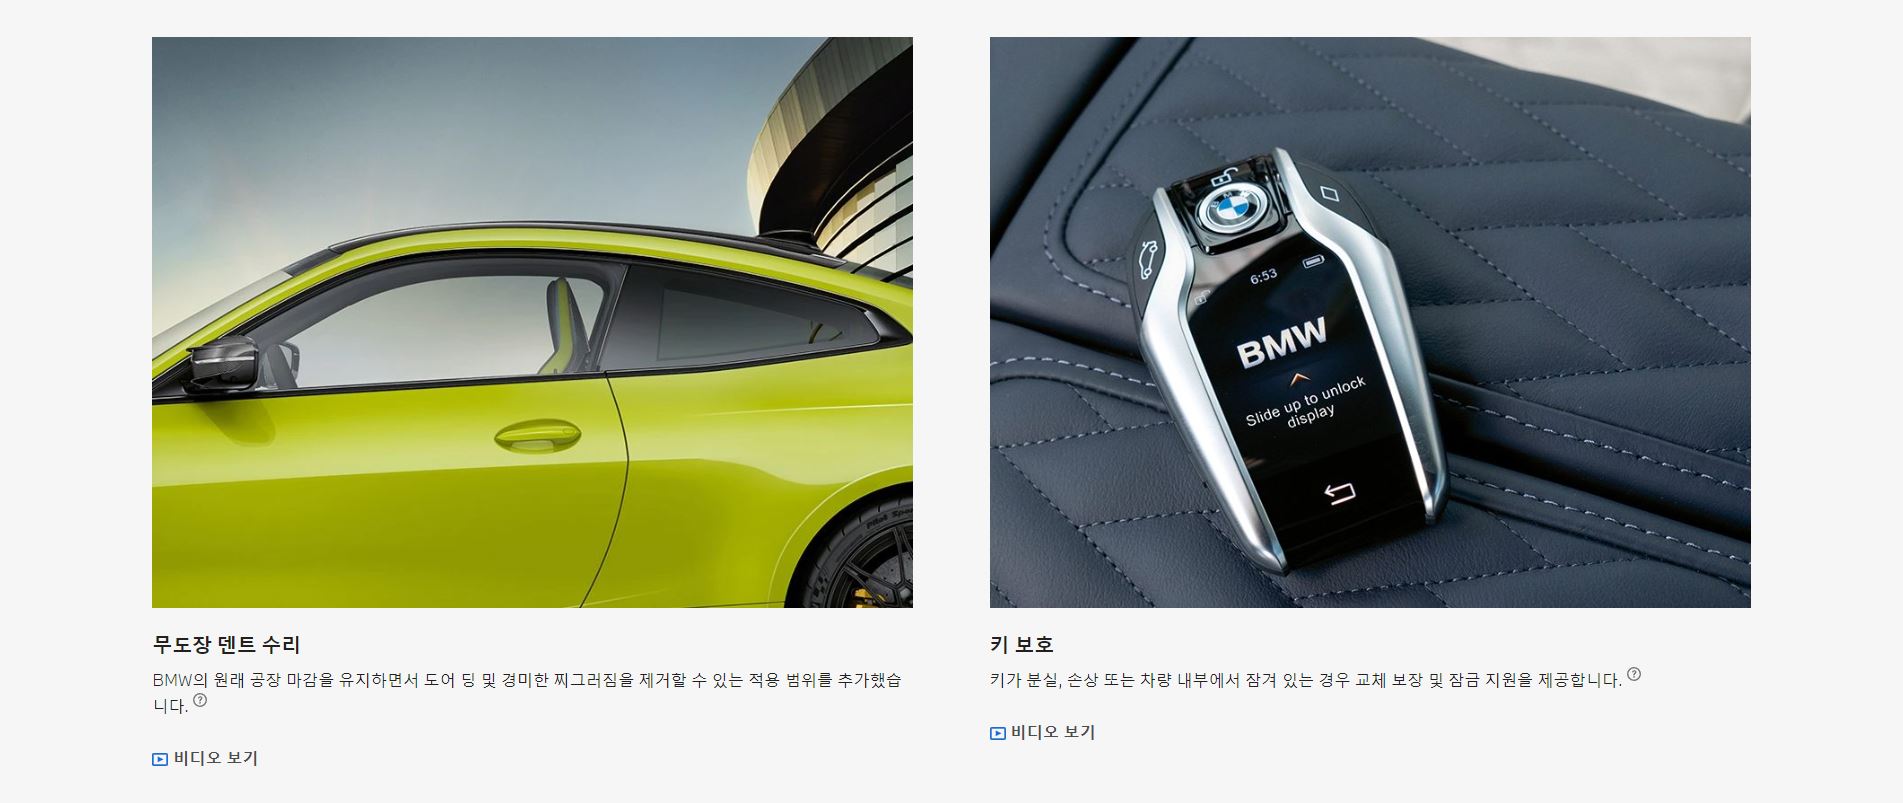 Pilot Sport
6:53
BMW
Slide up to unlock
display
무도장 덴트 수리
BMW의 원래 공장 마감을 유지하면서 도어 딩 및 경미한 찌그러짐을 제거할 수 있는 적용 범위를 추가했습
니다. ?
비디오 보기
키 보호
키가 분실, 손상 또는 차량 내부에서 잠겨 있는 경우 교체 보장 및 잠금 지원을 제공합니다. ?
비디오 보기